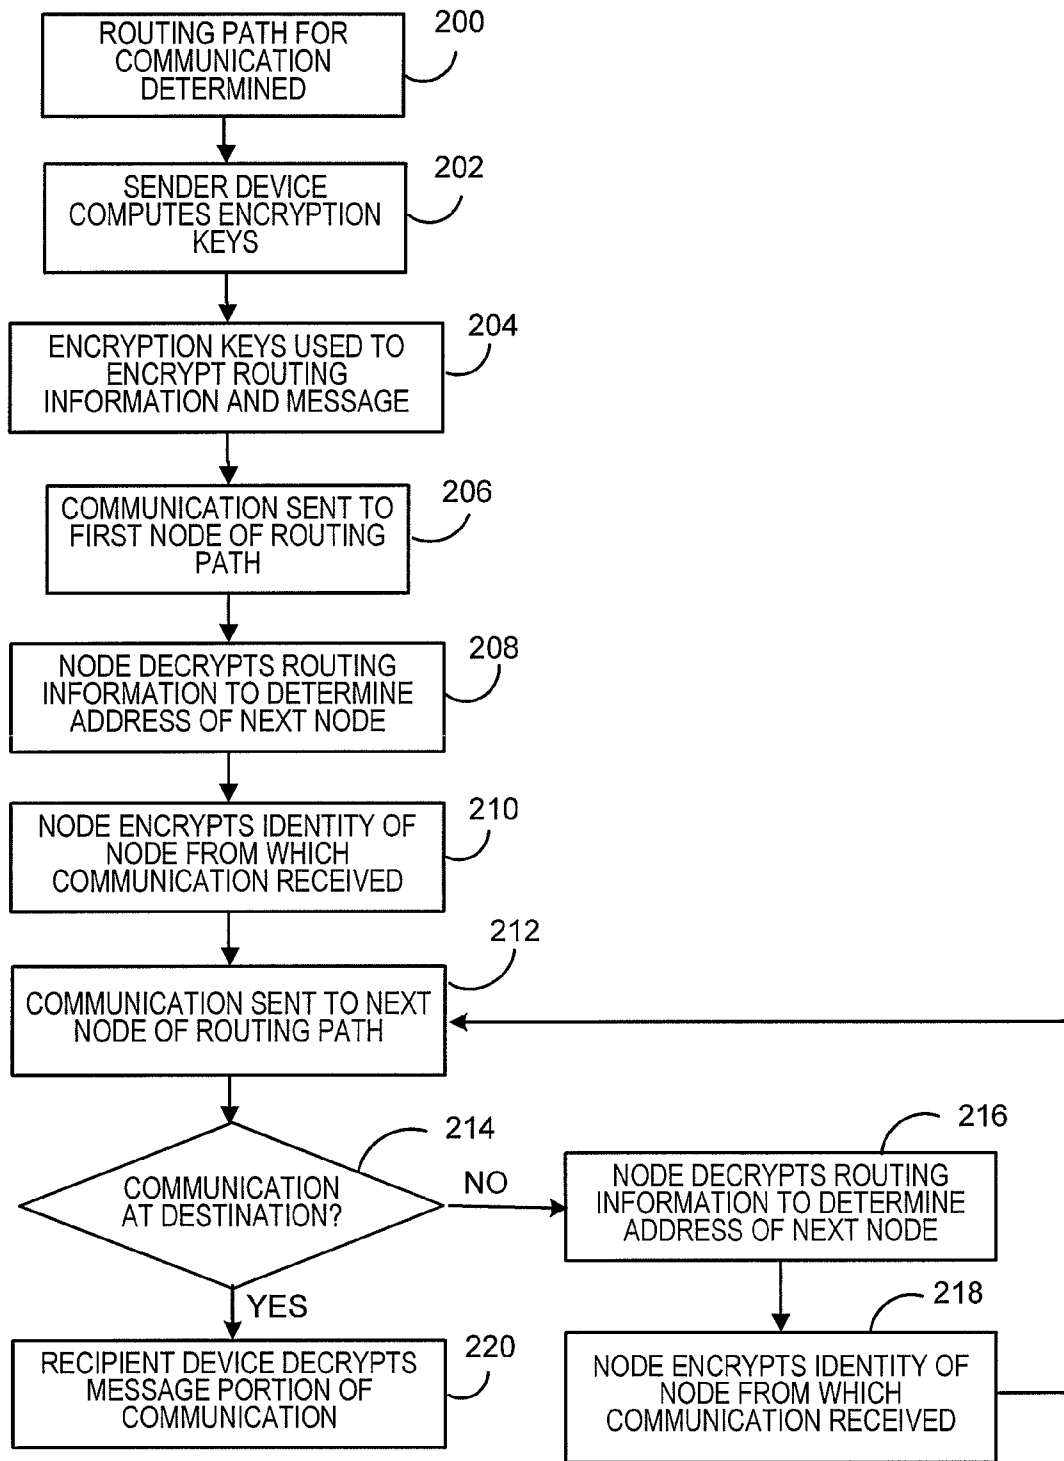 ROUTING PATH FOR
COMMUNICATION
DETERMINED
200
SENDER DEVICE
COMPUTES ENCRYPTION
KEYS
202
ENCRYPTION KEYS USED TO
ENCRYPT ROUTING
INFORMATION AND MESSAGE
204
COMMUNICATION SENT TO
FIRST NODE OF ROUTING
PATH
206
NODE DECRYPTS ROUTING
INFORMATION TO DETERMINE
ADDRESS OF NEXT NODE
208
NODE ENCRYPTS IDENTITY OF
NODE FROM WHICH
COMMUNICATION RECEIVED
210
212
COMMUNICATION SENT TO NEXT
NODE OF ROUTING PATH
214
COMMUNICATION
AT DESTINATION?
NO
216
NODE DECRYPTS ROUTING
INFORMATION TO DETERMINE
ADDRESS OF NEXT NODE
YES
218
NODE ENCRYPTS IDENTITY OF
NODE FROM WHICH
COMMUNICATION RECEIVED
RECIPIENT DEVICE DECRYPTS
MESSAGE PORTION OF
COMMUNICATION
220